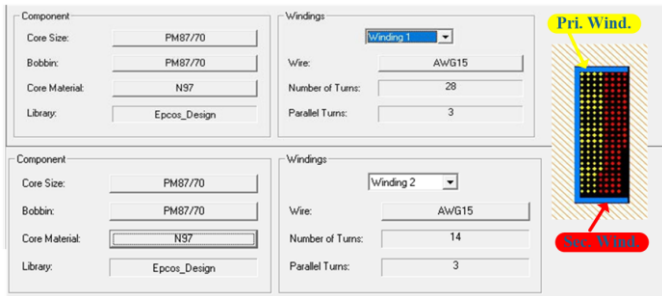 Component
Core Size: PM87/70
Bobbin: PM87/70
Core Material: N97
Library: Epcos_Design
Windings
Winding 1
Wire: AWG15
Number of Turns: 28
Parallel Turns: 3
Pri. Wind.
Component
Core Size: PM87/70
Bobbin: PM87/70
Core Material: N97
Library: Epcos_Design
Windings
Winding 2
Wire: AWG15
Number of Turns: 14
Parallel Turns: 3
Sec. Wind.